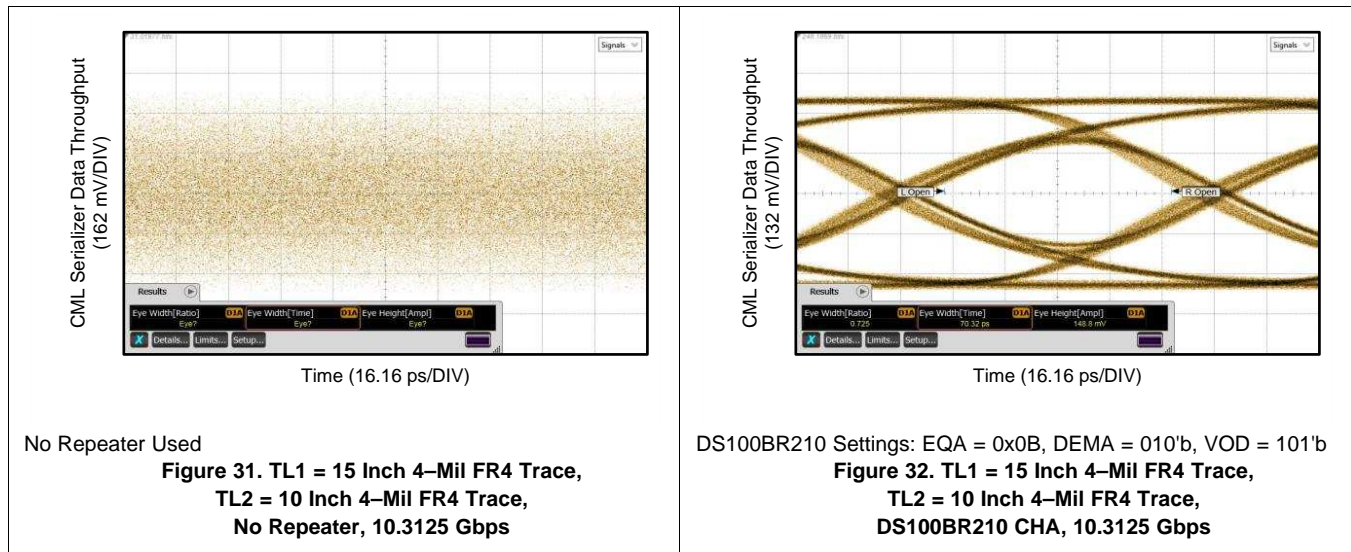 Signals
CML Serializer Data Throughput
(162 mV/DIV)
Results
Eye Width[Ratio] D1A Eye Width[Time] D1A Eye Height[Ampl] D1A
Eye? Eye? Eye?
X Details... Limits... Setup...
Time (16.16 ps/DIV)
No Repeater Used
Figure 31. TL1 = 15 Inch 4–Mil FR4 Trace,
TL2 = 10 Inch 4–Mil FR4 Trace,
No Repeater, 10.3125 Gbps
Signals
CML Serializer Data Throughput
(132 mV/DIV)
L Open R Open
Results
Eye Width[Ratio] D1A Eye Width[Time] D1A Eye Height[Ampl] D1A
0.725 70.32 ps 148.8 mV
X Details... Limits... Setup...
Time (16.16 ps/DIV)
DS100BR210 Settings: EQA = 0x0B, DEMA = 010'b, VOD = 101'b
Figure 32. TL1 = 15 Inch 4–Mil FR4 Trace,
TL2 = 10 Inch 4–Mil FR4 Trace,
DS100BR210 CHA, 10.3125 Gbps